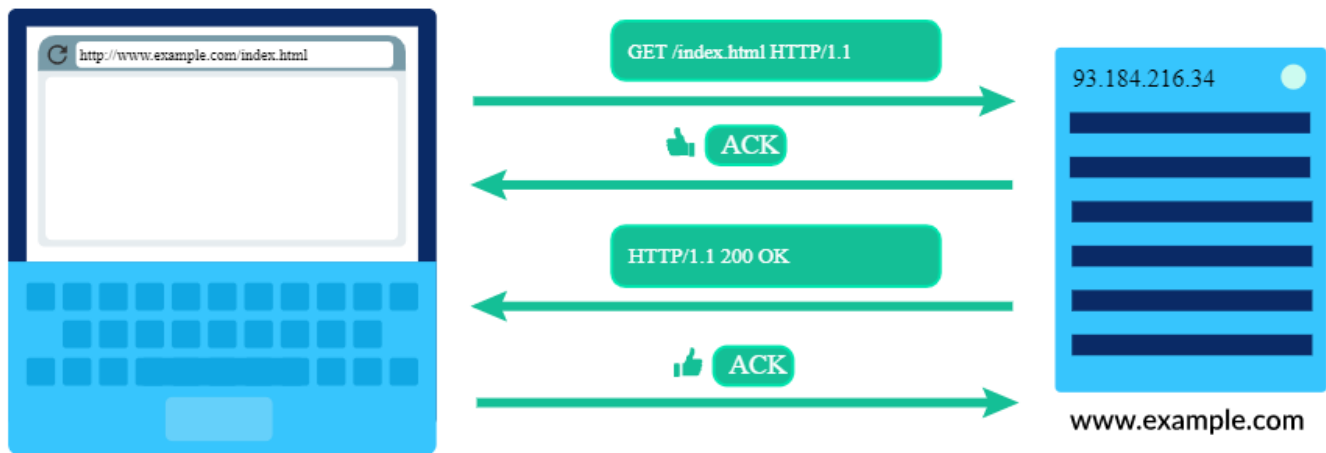 http://www.example.com/index.html
GET /index.html HTTP/1.1
93.184.216.34
ACK
HTTP/1.1 200 OK
ACK
www.example.com